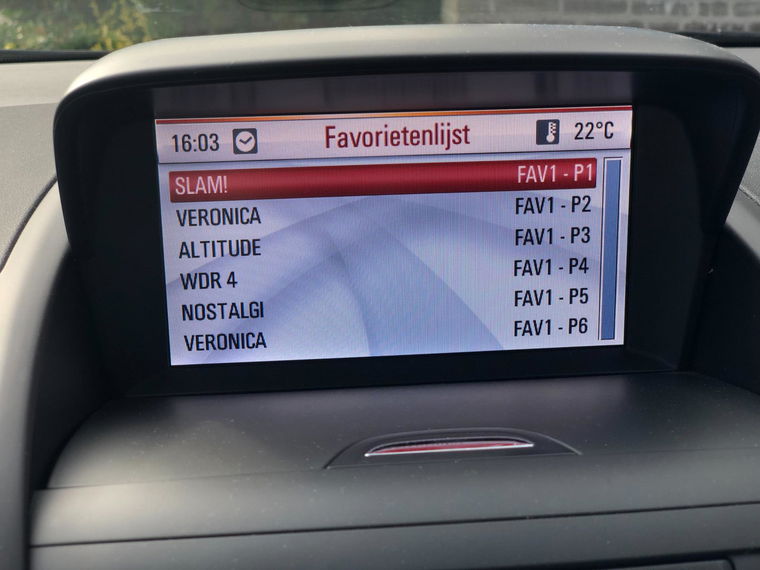 16:03 Favorietenlijst 22°C
SLAM! FAV1 - P1
VERONICA FAV1 - P2
ALTITUDE FAV1 - P3
WDR 4 FAV1 - P4
NOSTALGI FAV1 - P5
VERONICA FAV1 - P6